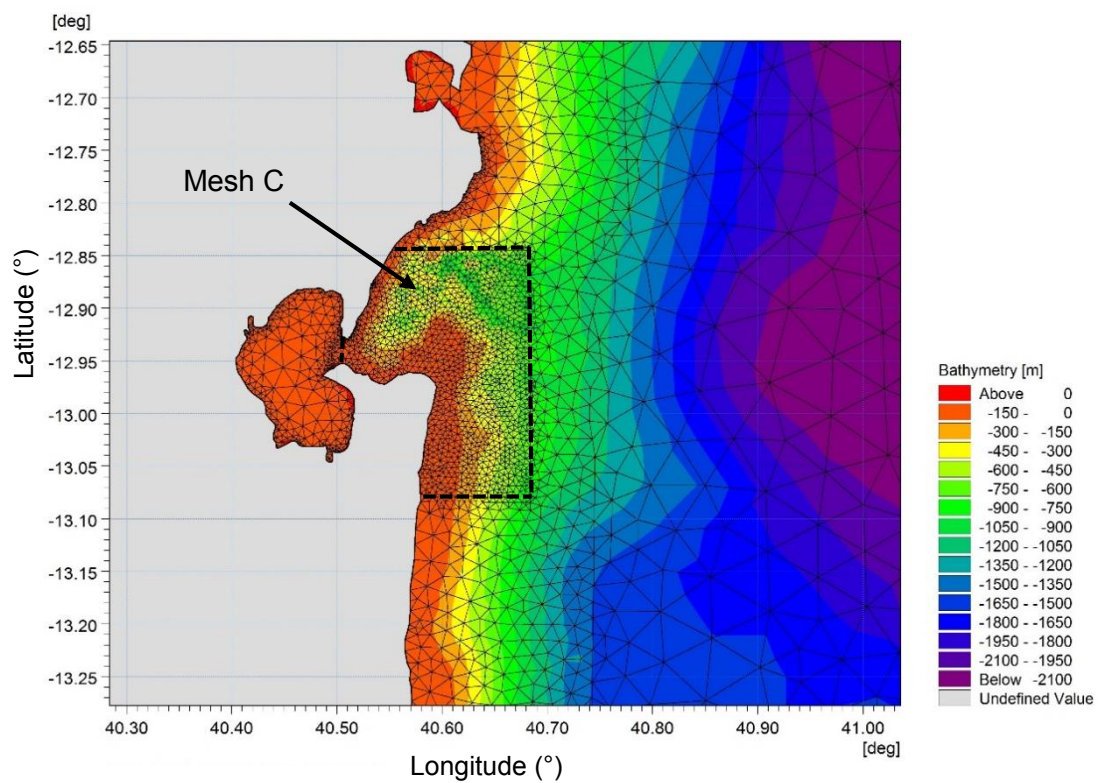 [deg]
-12.65
-12.70
-12.75
-12.80
-12.85
-12.90
-12.95
-13.00
-13.05
-13.10
-13.15
-13.20
-13.25
Latitude (°)
Mesh C
40.30 40.40 40.50 40.60 40.70 40.80 40.90 41.00
[deg]
Longitude (°)
Bathymetry [m]
Above 0
-150 - 0
-300 - -150
-450 - -300
-600 - -450
-750 - -600
-900 - -750
-1050 - -900
-1200 - -1050
-1350 - -1200
-1500 - -1350
-1650 - -1500
-1800 - -1650
-1950 - -1800
-2100 - -1950
Below -2100
Undefined Value